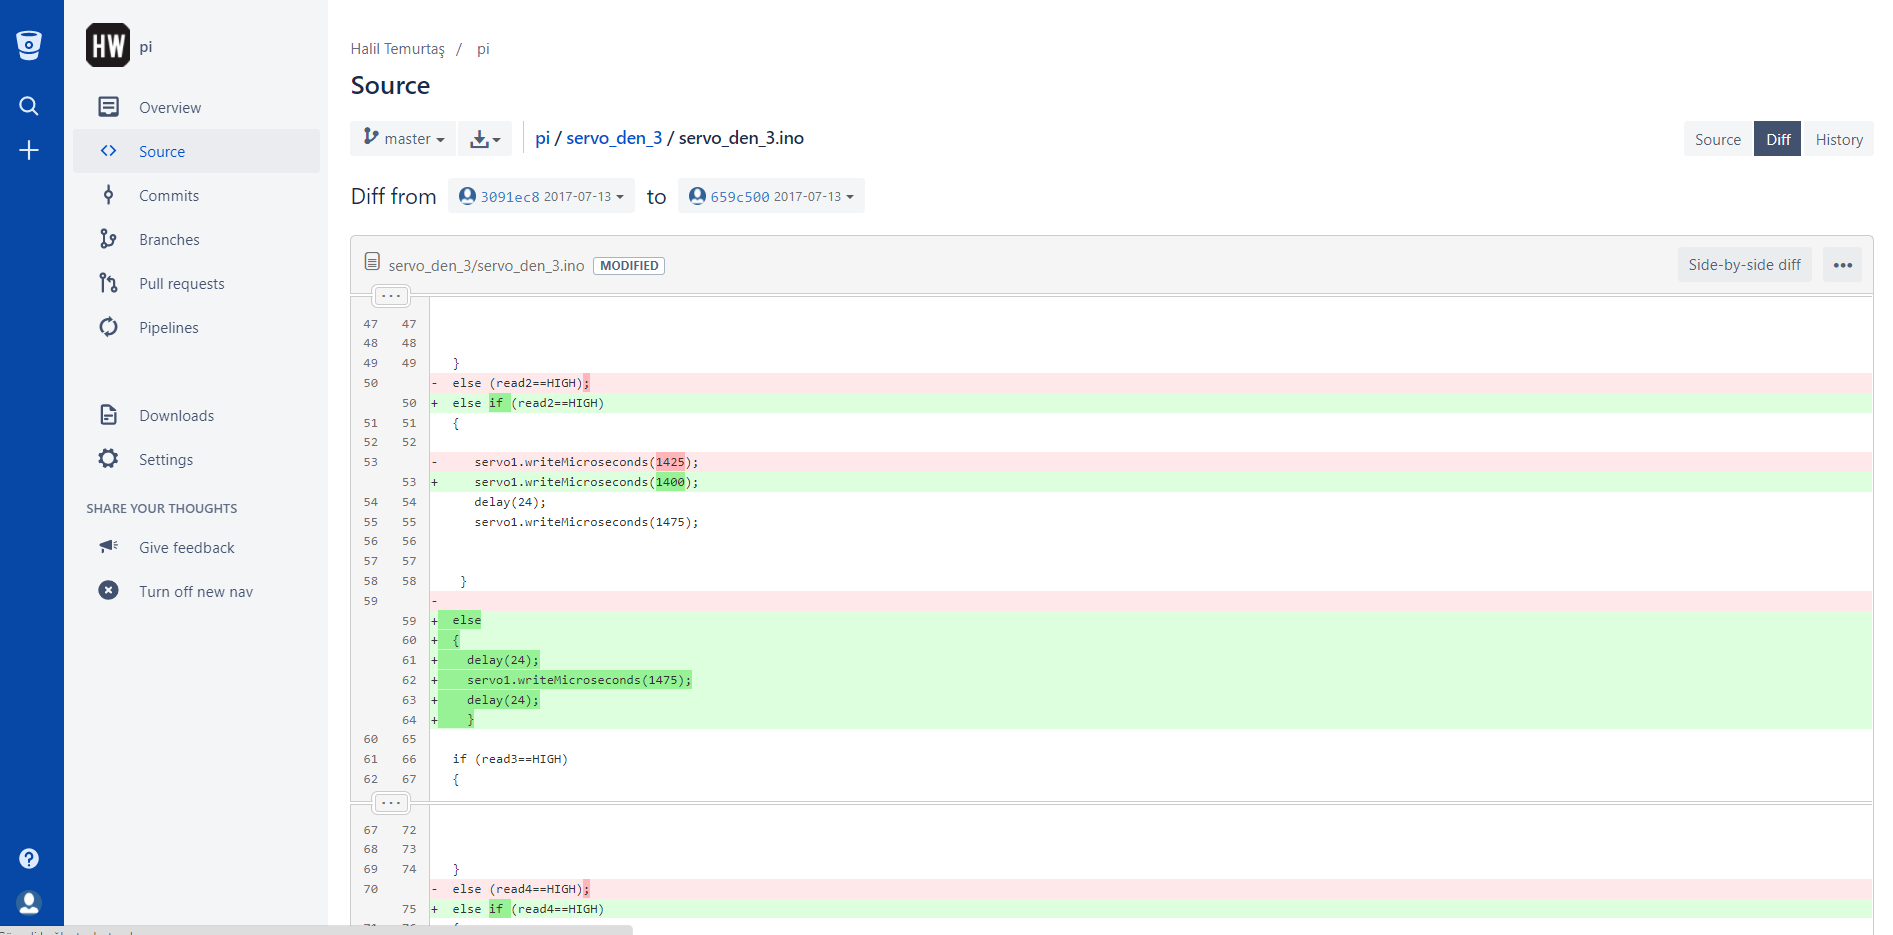 HW
pi
Overview
Source
Commits
Branches
Pull requests
Pipelines
Downloads
Settings
SHARE YOUR THOUGHTS
Give feedback
Turn off new nav
Halil Temurtaş / pi
Source
master
pi / servo_den_3 / servo_den_3.ino
Source Diff History
Diff from 3091ec8 2017-07-13 to 659c500 2017-07-13
servo_den_3/servo_den_3.ino MODIFIED
Side-by-side diff
47 47
48 48
49 49 }
50 - else (read2==HIGH);
50 + else if (read2==HIGH)
51 51 {
52 52
53 - servo1.writeMicroseconds(1425);
53 + servo1.writeMicroseconds(1400);
54 54 delay(24);
55 55 servo1.writeMicroseconds(1475);
56 56
57 57
58 58 }
59 -
59 + else
60 + {
61 + delay(24);
62 + servo1.writeMicroseconds(1475);
63 + delay(24);
64 + }
60 65
61 66 if (read3==HIGH)
62 67 {
67 72
68 73
69 74 }
70 - else (read4==HIGH);
75 + else if (read4==HIGH)
71 76 {